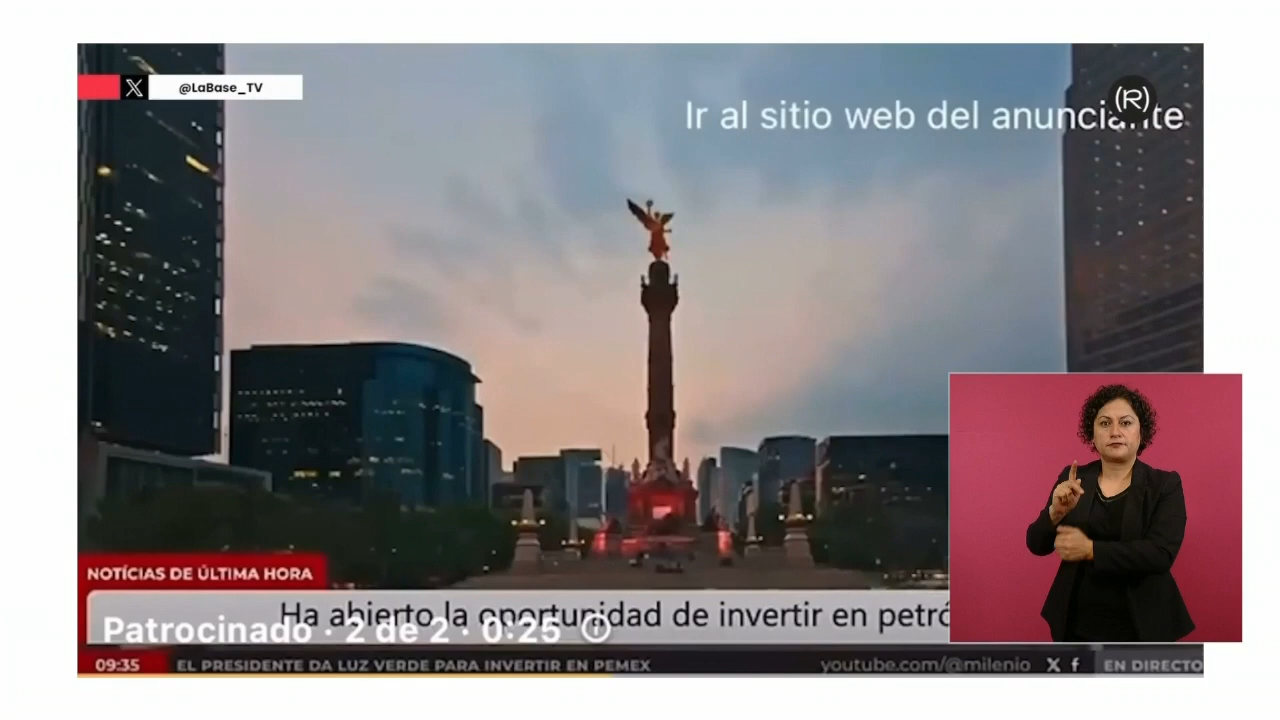 @LaBase_TV
(R)
Ir al sitio web del anunciante
NOTÍCIAS DE ÚLTIMA HORA
Ha abierto la oportunidad de invertir en petró
Patrocinado · 2 de 2 · 0:25
09:35 EL PRESIDENTE DA LUZ VERDE PARA INVERTIR EN PEMEX youtube.com/@milenio X f EN DIRECTO